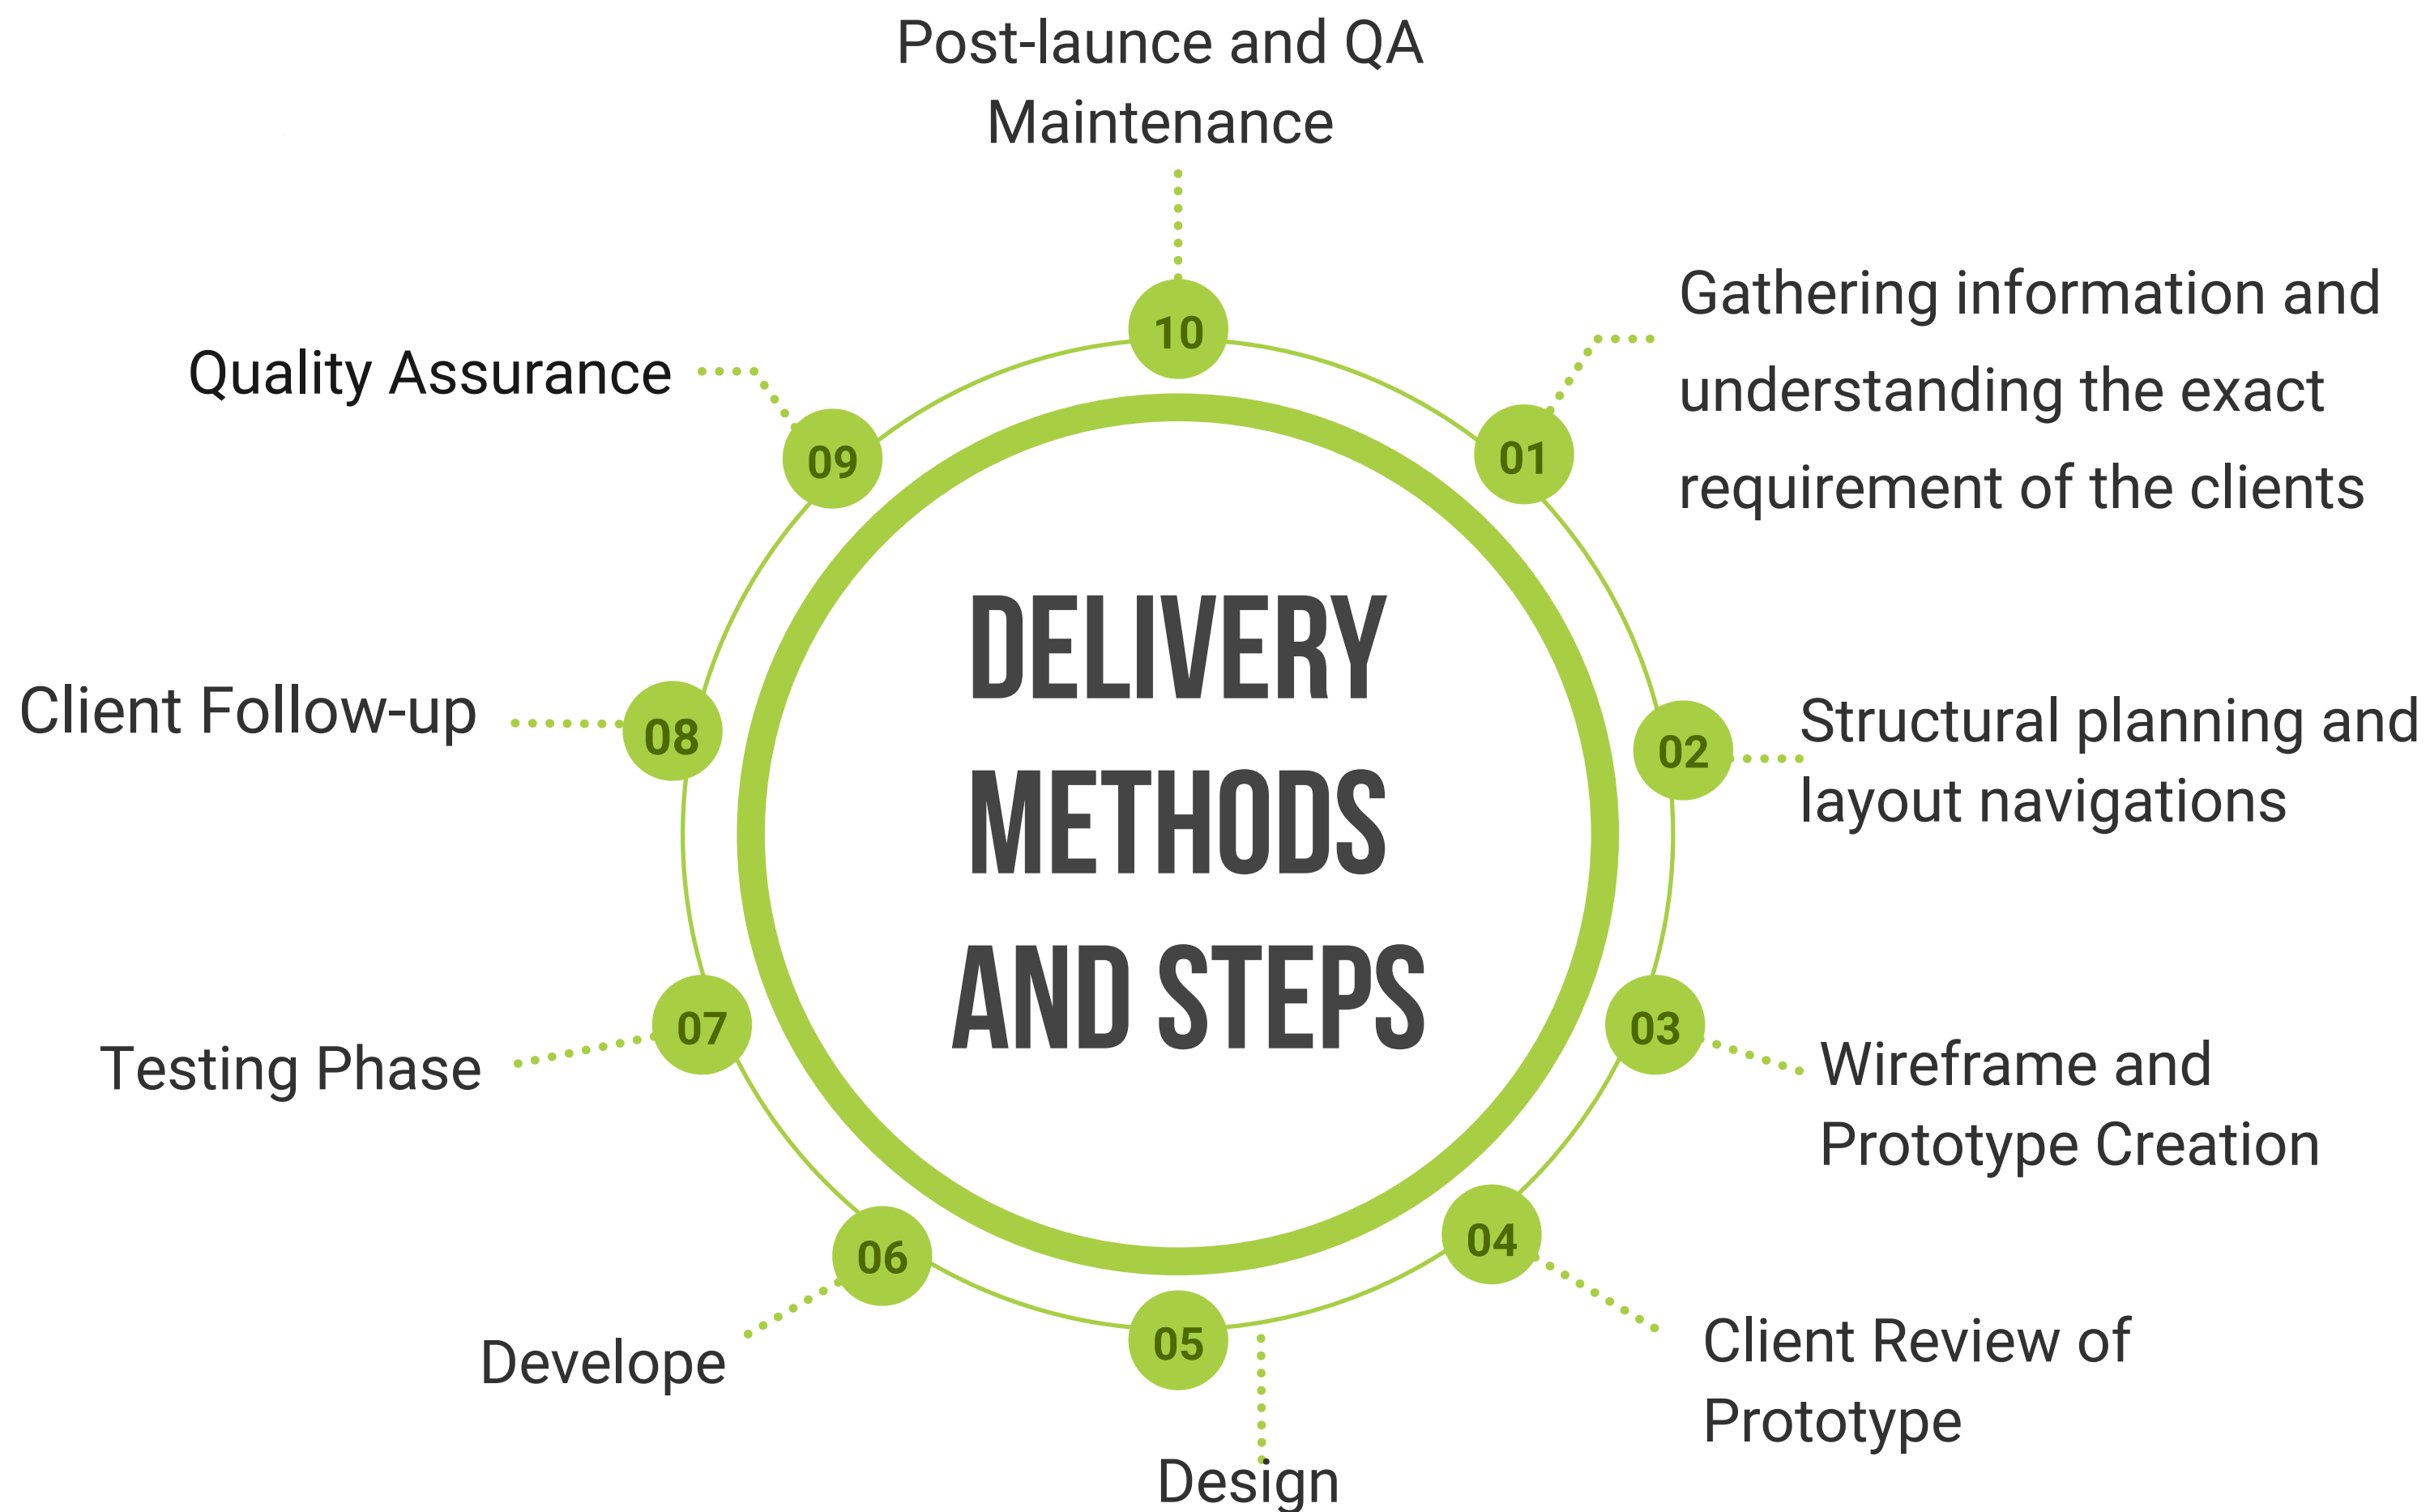 Post-launce and QA
Maintenance
10
Gathering information and
understanding the exact
requirement of the clients
01
Quality Assurance
09
DELIVERY
METHODS
AND STEPS
Client Follow-up
08
02
Structural planning and
layout navigations
Testing Phase
07
03
Wireframe and
Prototype Creation
06
Develope
04
Client Review of
Prototype
05
Design